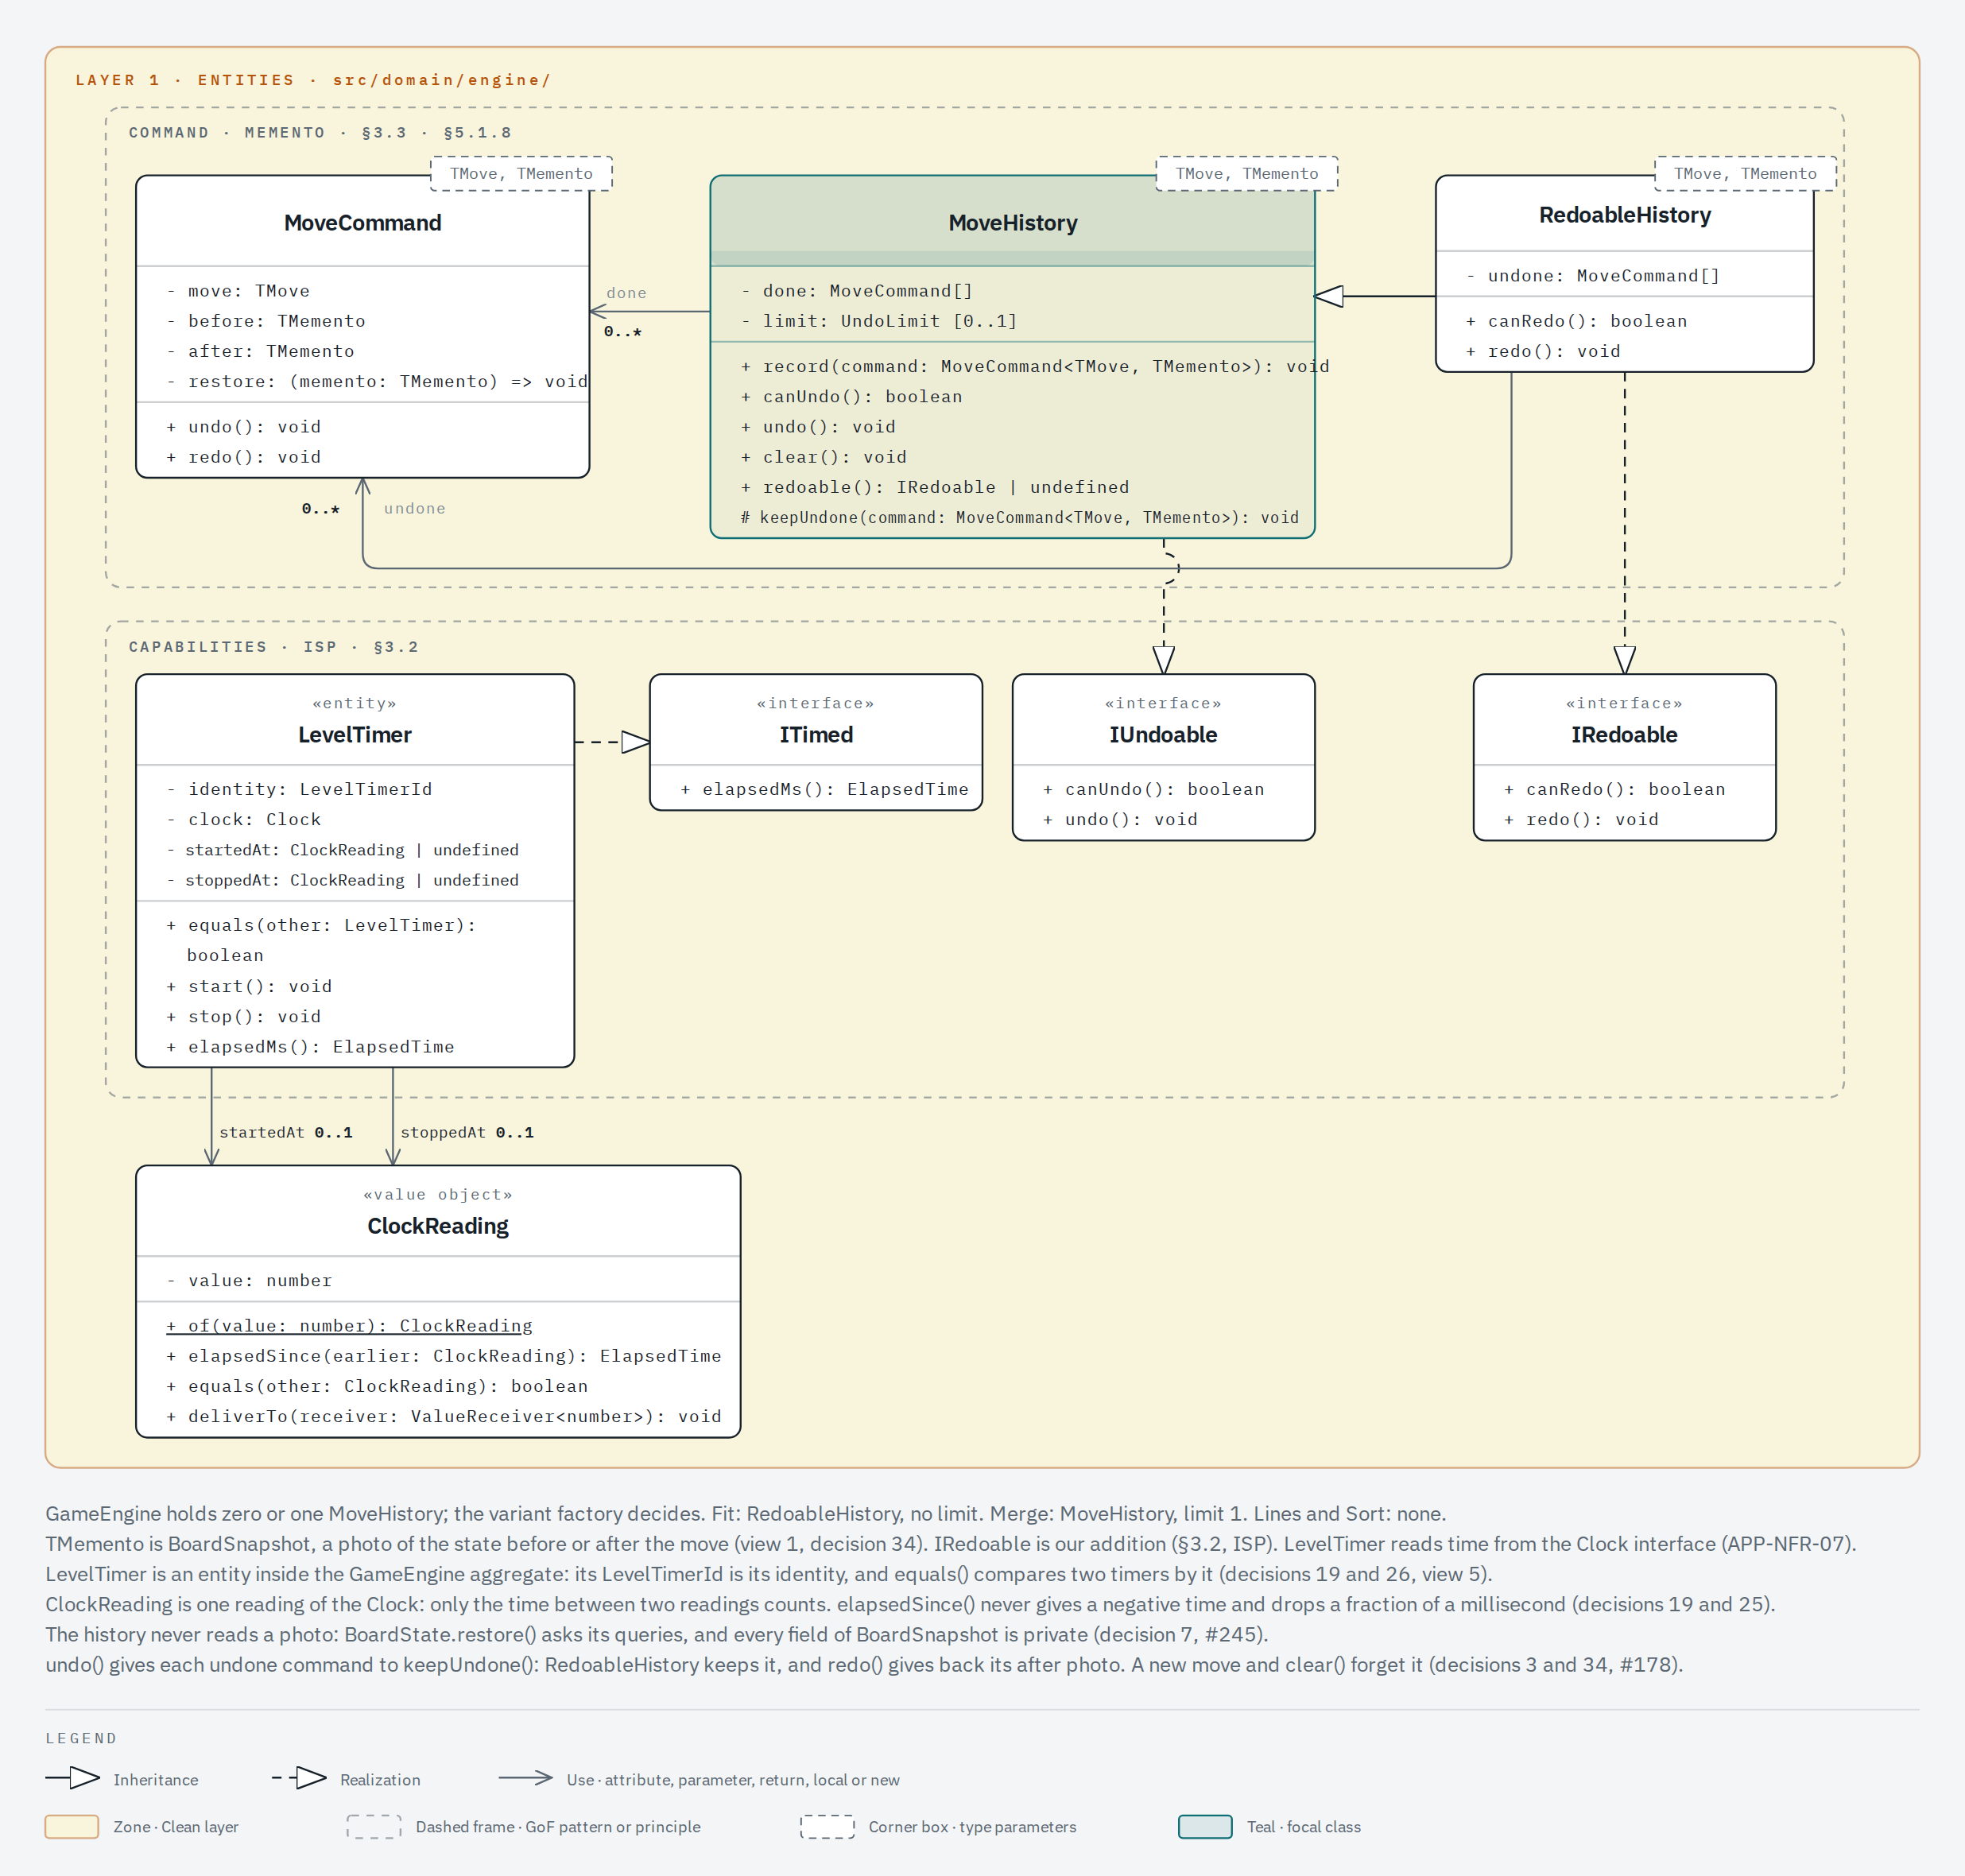 LAYER 1 · ENTITIES · src/domain/engine/
COMMAND · MEMENTO · §3.3 · §5.1.8
TMove, TMemento
MoveCommand
- move: TMove
- before: TMemento
- after: TMemento
- restore: (memento: TMemento) => void
+ undo(): void
+ redo(): void
done
0..*
TMove, TMemento
MoveHistory
- done: MoveCommand[]
- limit: UndoLimit [0..1]
+ record(command: MoveCommand<TMove, TMemento>): void
+ canUndo(): boolean
+ undo(): void
+ clear(): void
+ redoable(): IRedoable | undefined
# keepUndone(command: MoveCommand<TMove, TMemento>): void
TMove, TMemento
RedoableHistory
- undone: MoveCommand[]
+ canRedo(): boolean
+ redo(): void
0..*
undone
CAPABILITIES · ISP · §3.2
«entity»
LevelTimer
- identity: LevelTimerId
- clock: Clock
- startedAt: ClockReading | undefined
- stoppedAt: ClockReading | undefined
+ equals(other: LevelTimer):
boolean
+ start(): void
+ stop(): void
+ elapsedMs(): ElapsedTime
«interface»
ITimed
+ elapsedMs(): ElapsedTime
«interface»
IUndoable
+ canUndo(): boolean
+ undo(): void
«interface»
IRedoable
+ canRedo(): boolean
+ redo(): void
startedAt 0..1
stoppedAt 0..1
«value object»
ClockReading
- value: number
+ of(value: number): ClockReading
+ elapsedSince(earlier: ClockReading): ElapsedTime
+ equals(other: ClockReading): boolean
+ deliverTo(receiver: ValueReceiver<number>): void
GameEngine holds zero or one MoveHistory; the variant factory decides. Fit: RedoableHistory, no limit. Merge: MoveHistory, limit 1. Lines and Sort: none.
TMemento is BoardSnapshot, a photo of the state before or after the move (view 1, decision 34). IRedoable is our addition (§3.2, ISP). LevelTimer reads time from the Clock interface (APP-NFR-07).
LevelTimer is an entity inside the GameEngine aggregate: its LevelTimerId is its identity, and equals() compares two timers by it (decisions 19 and 26, view 5).
ClockReading is one reading of the Clock: only the time between two readings counts. elapsedSince() never gives a negative time and drops a fraction of a millisecond (decisions 19 and 25).
The history never reads a photo: BoardState.restore() asks its queries, and every field of BoardSnapshot is private (decision 7, #245).
undo() gives each undone command to keepUndone(): RedoableHistory keeps it, and redo() gives back its after photo. A new move and clear() forget it (decisions 3 and 34, #178).
LEGEND
Inheritance
Realization
Use · attribute, parameter, return, local or new
Zone · Clean layer
Dashed frame · GoF pattern or principle
Corner box · type parameters
Teal · focal class